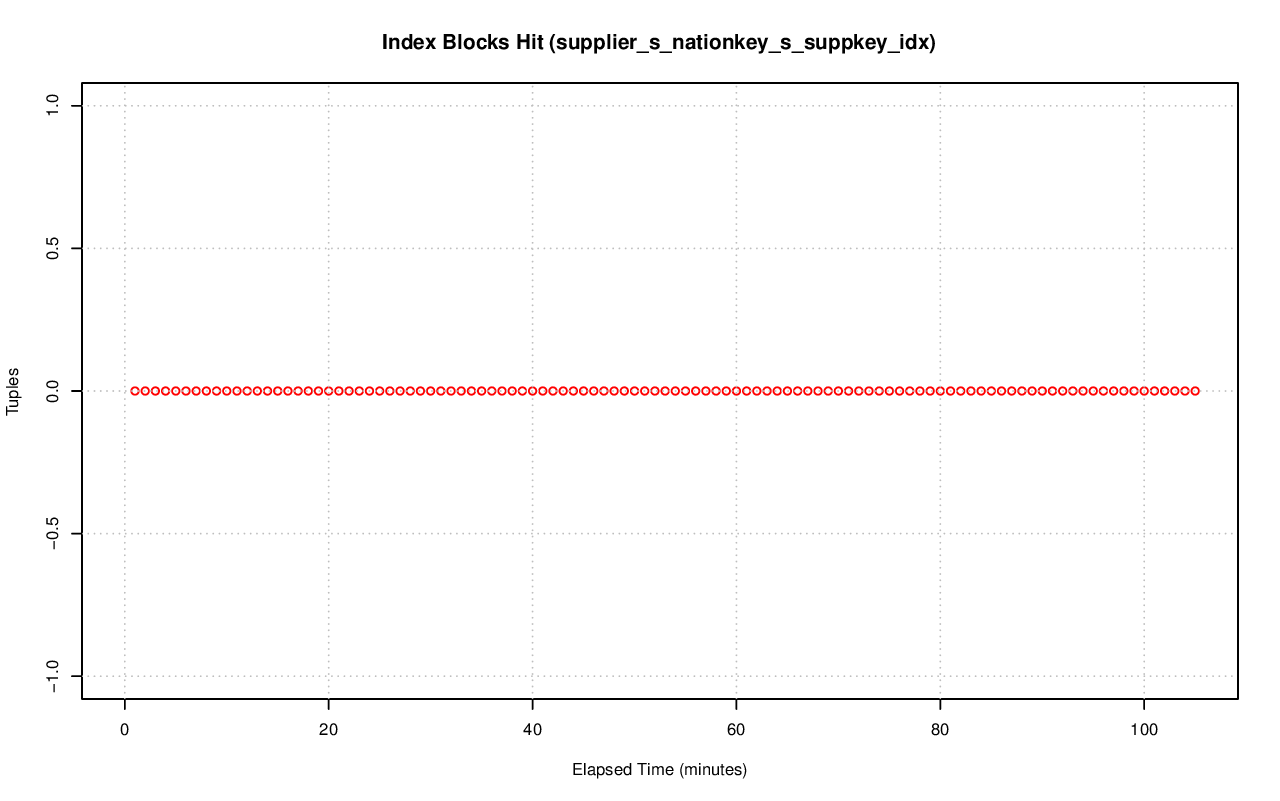 Index Blocks Hit (supplier_s_nationkey_s_suppkey_idx)
1.0
0.5
0.0
−0.5
−1.0
Tuples
0 20 40 60 80 100
Elapsed Time (minutes)